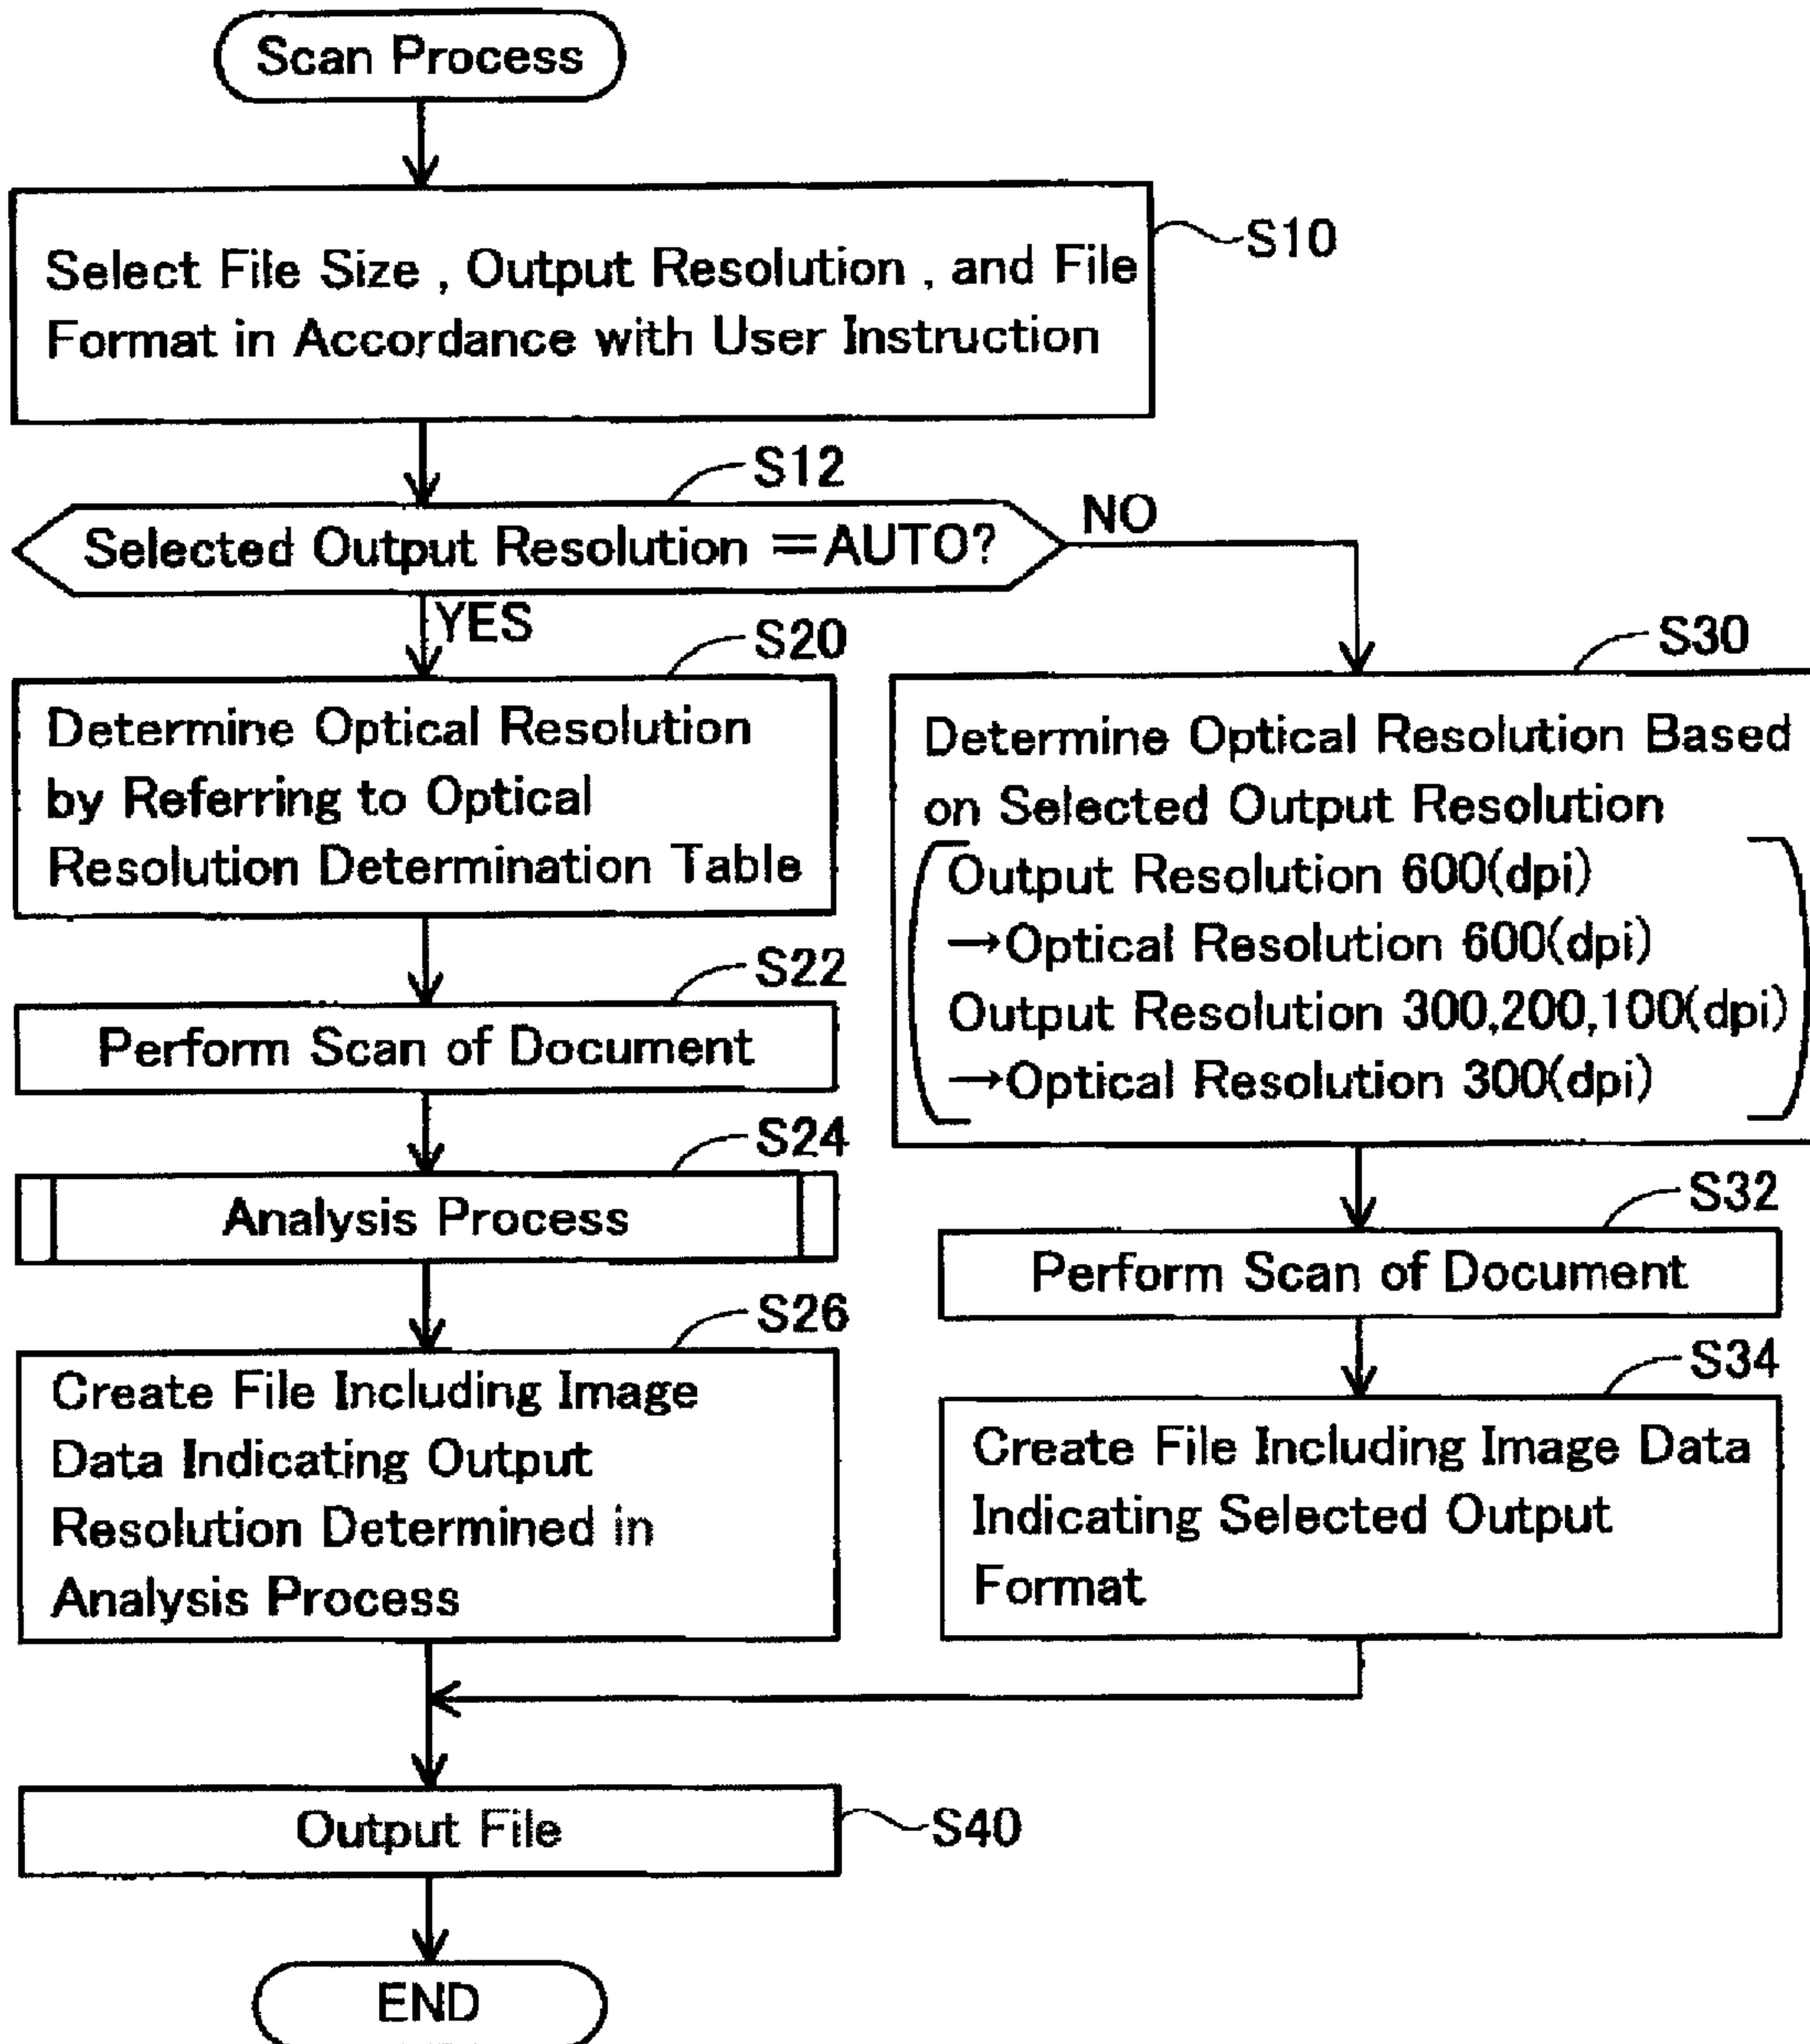 Scan Process
Select File Size , Output Resolution , and File
Format in Accordance with User Instruction
S10
S12
Selected Output Resolution =AUTO?
NO
YES
S20
Determine Optical Resolution
by Referring to Optical
Resolution Determination Table
S22
Perform Scan of Document
S24
Analysis Process
S26
Create File Including Image
Data Indicating Output
Resolution Determined in
Analysis Process
S30
Determine Optical Resolution Based
on Selected Output Resolution
Output Resolution 600(dpi)
→Optical Resolution 600(dpi)
Output Resolution 300,200,100(dpi)
→Optical Resolution 300(dpi)
S32
Perform Scan of Document
S34
Create File Including Image Data
Indicating Selected Output
Format
Output File
S40
END